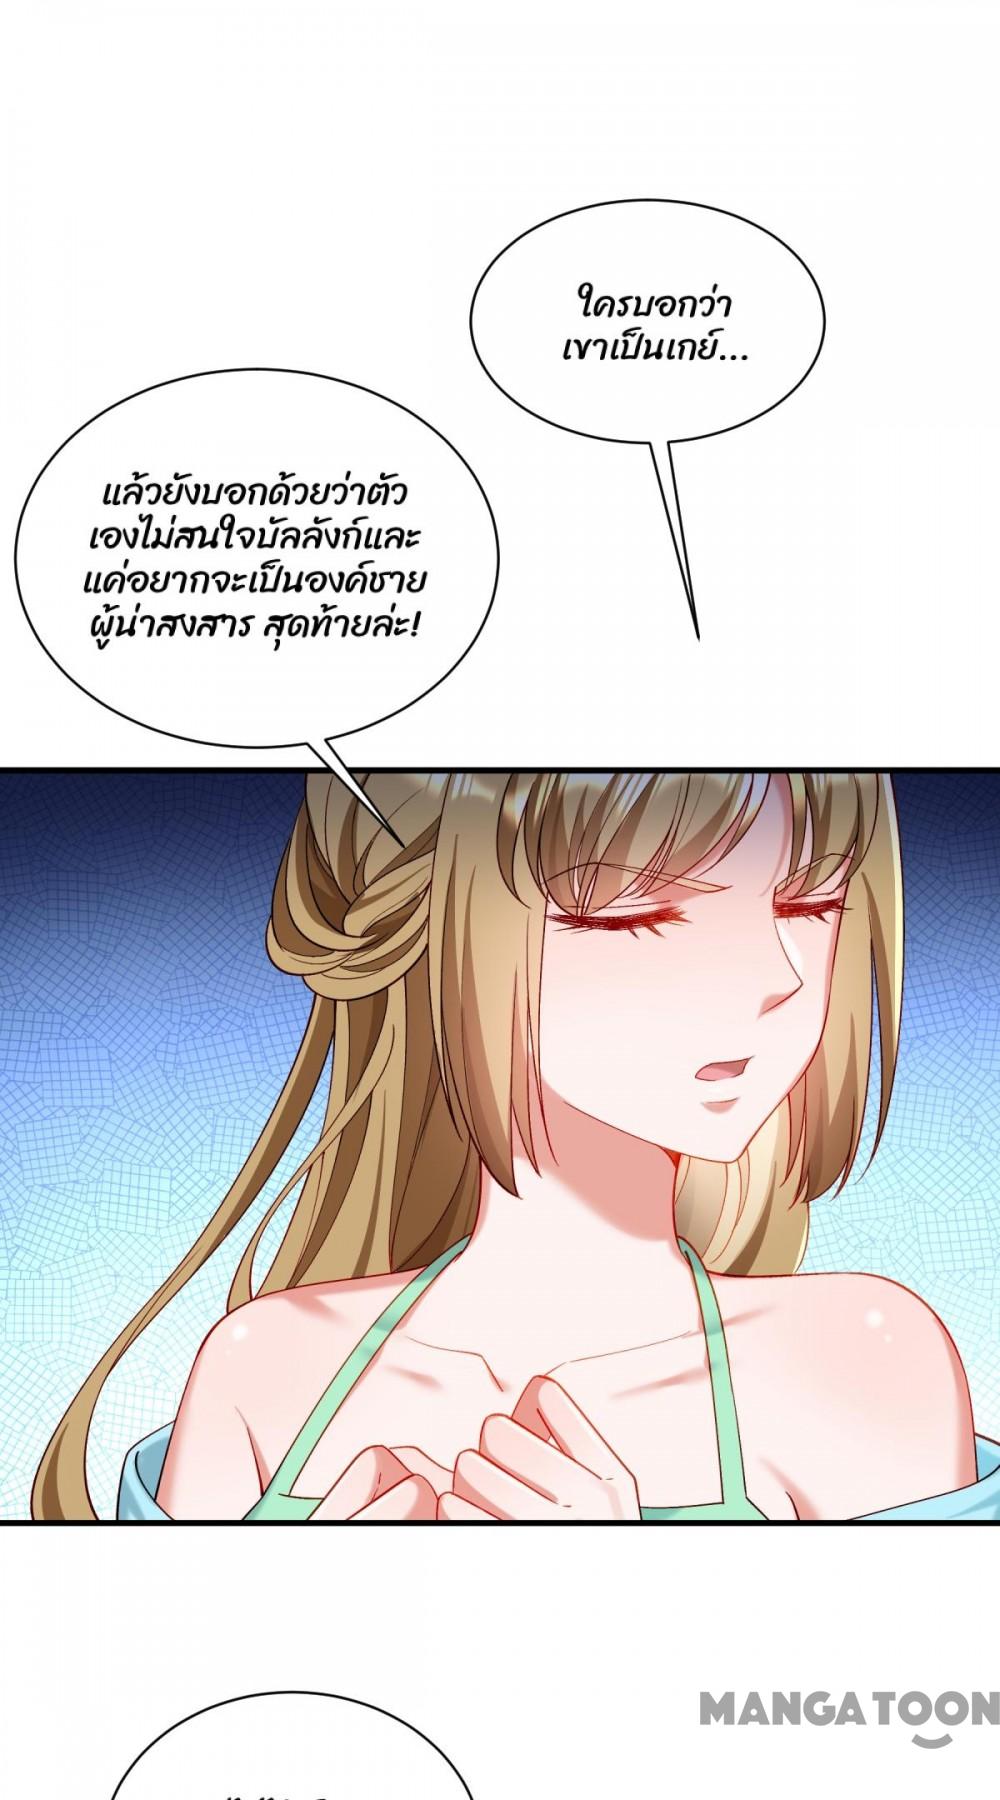 ใครบอกว่า
เขาเป็นเกย์...
แล้วยังบอกด้วยว่าตัว
เองไม่สนใจบัลลังก์และ
แค่อยากจะเป็นองค์ชาย
ผู้น่าสงสาร สุดท้ายล่ะ!
MANGATOON